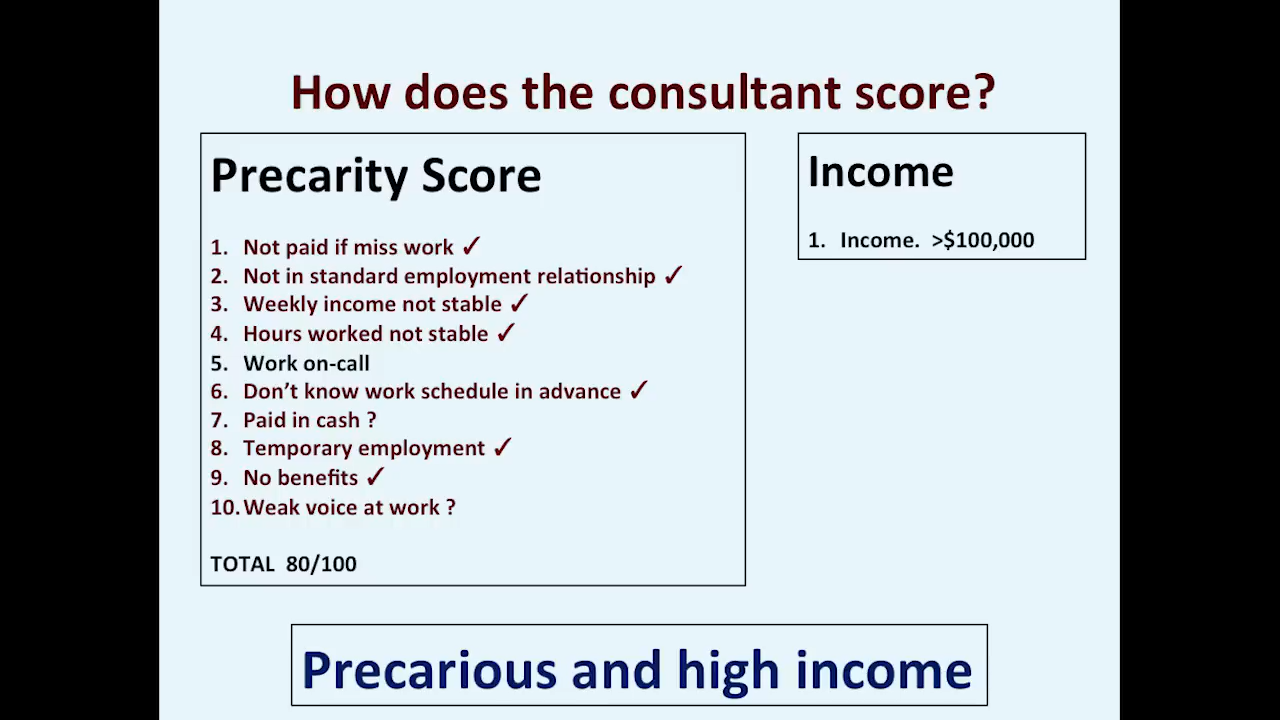 How does the consultant score?
Precarity Score
1. Not paid if miss work ✓
2. Not in standard employment relationship ✓
3. Weekly income not stable ✓
4. Hours worked not stable ✓
5. Work on-call
6. Don’t know work schedule in advance ✓
7. Paid in cash ?
8. Temporary employment ✓
9. No benefits ✓
10. Weak voice at work ?
TOTAL 80/100
Income
1. Income. >$100,000
Precarious and high income